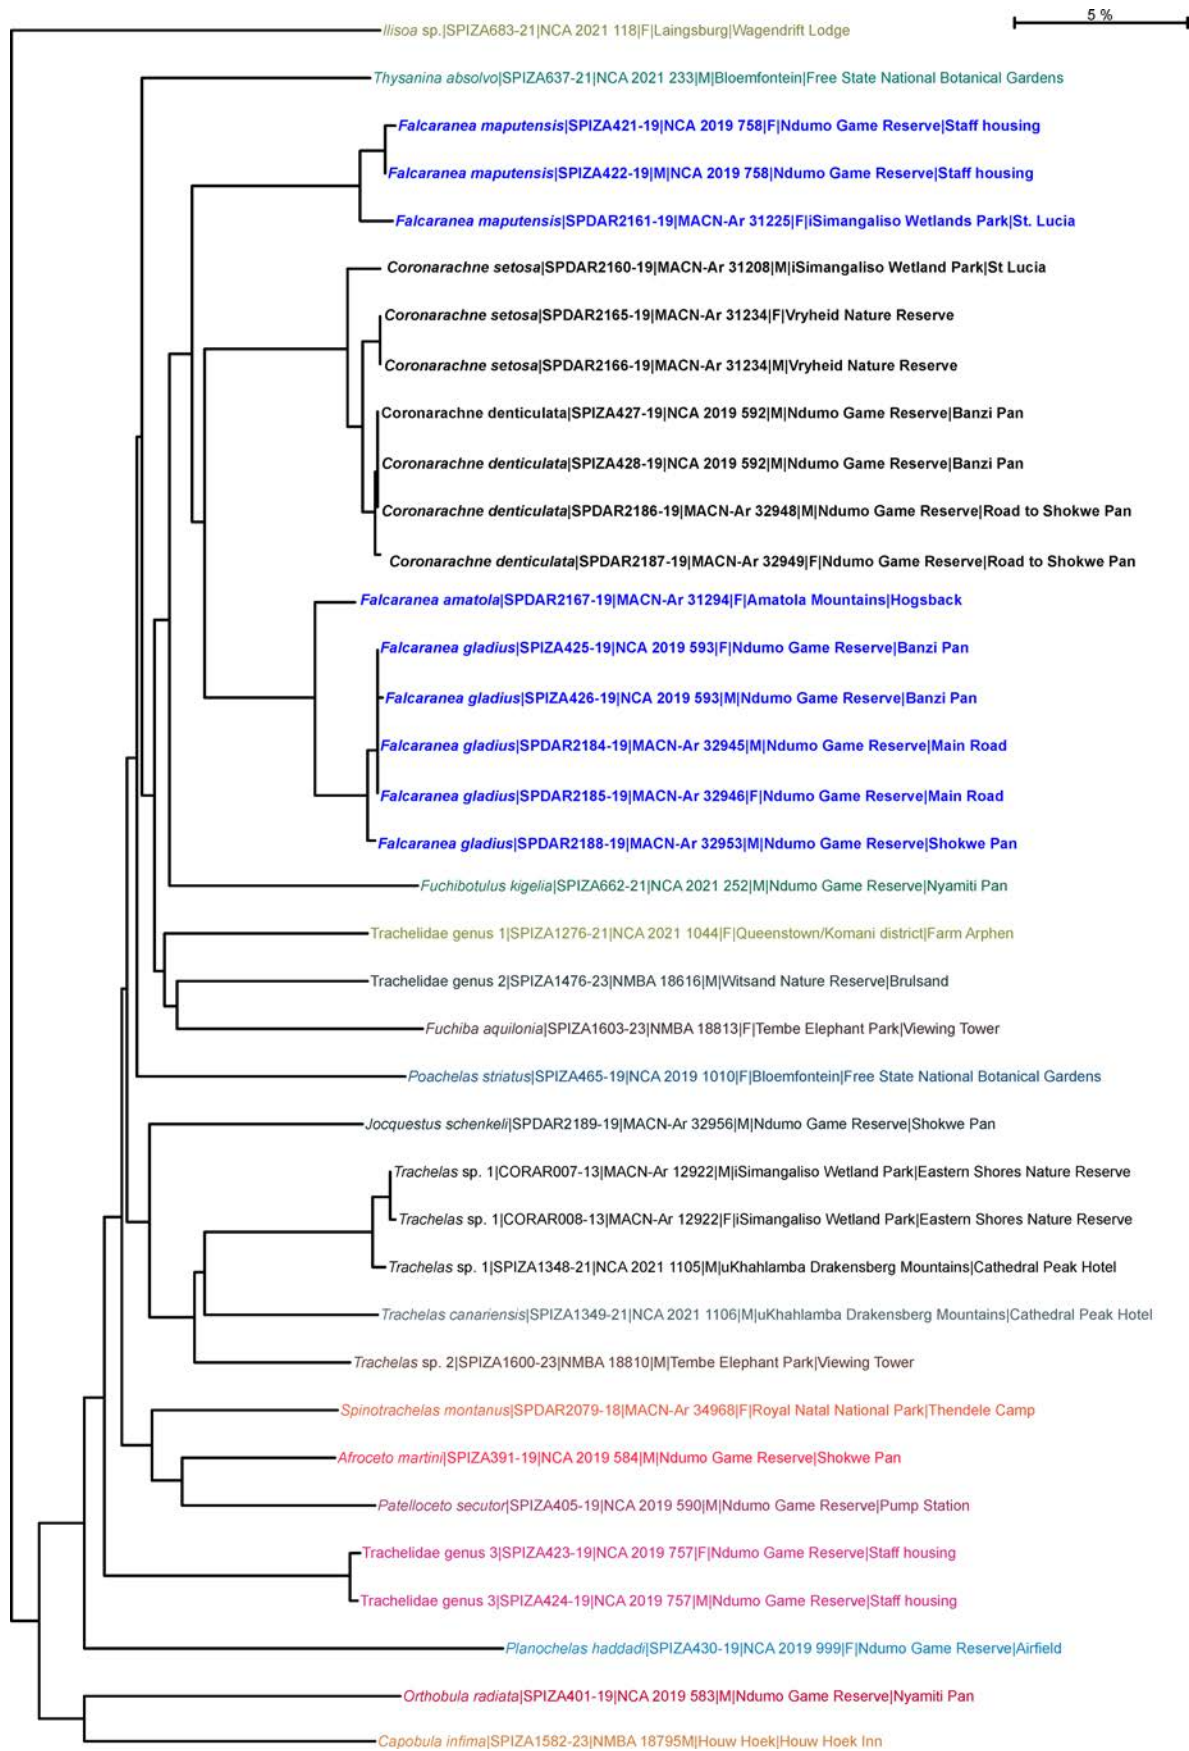 5 %
Ilisoa sp.|SPIZA683-21|NCA 2021 118|F|Laingsburg|Wagendrift Lodge
Thysanina absolvo|SPIZA637-21|NCA 2021 233|M|Bloemfontein|Free State National Botanical Gardens
Falcaranea maputensis|SPIZA421-19|NCA 2019 758|F|Ndumo Game Reserve|Staff housing
Falcaranea maputensis|SPIZA422-19|M|NCA 2019 758|Ndumo Game Reserve|Staff housing
Falcaranea maputensis|SPDAR2161-19|MACN-Ar 31225|F|iSimangaliso Wetlands Park|St. Lucia
Coronarachne setosa|SPDAR2160-19|MACN-Ar 31208|M|iSimangaliso Wetland Park|St Lucia
Coronarachne setosa|SPDAR2165-19|MACN-Ar 31234|F|Vryheid Nature Reserve
Coronarachne setosa|SPDAR2166-19|MACN-Ar 31234|M|Vryheid Nature Reserve
Coronarachne denticulata|SPIZA427-19|NCA 2019 592|M|Ndumo Game Reserve|Banzi Pan
Coronarachne denticulata|SPIZA428-19|NCA 2019 592|M|Ndumo Game Reserve|Banzi Pan
Coronarachne denticulata|SPDAR2186-19|MACN-Ar 32948|M|Ndumo Game Reserve|Road to Shokwe Pan
Coronarachne denticulata|SPDAR2187-19|MACN-Ar 32949|F|Ndumo Game Reserve|Road to Shokwe Pan
Falcaranea amatola|SPDAR2167-19|MACN-Ar 31294|F|Amatola Mountains|Hogsback
Falcaranea gladius|SPIZA425-19|NCA 2019 593|F|Ndumo Game Reserve|Banzi Pan
Falcaranea gladius|SPIZA426-19|NCA 2019 593|M|Ndumo Game Reserve|Banzi Pan
Falcaranea gladius|SPDAR2184-19|MACN-Ar 32945|M|Ndumo Game Reserve|Main Road
Falcaranea gladius|SPDAR2185-19|MACN-Ar 32946|F|Ndumo Game Reserve|Main Road
Falcaranea gladius|SPDAR2188-19|MACN-Ar 32953|M|Ndumo Game Reserve|Shokwe Pan
Fuchibotulus kigelia|SPIZA662-21|NCA 2021 252|M|Ndumo Game Reserve|Nyamiti Pan
Trachelidae genus 1|SPIZA1276-21|NCA 2021 1044|F|Queenstown/Komani district|Farm Arphen
Trachelidae genus 2|SPIZA1476-23|NMBA 18616|M|Witsand Nature Reserve|Brulsand
Fuchiba aquilonia|SPIZA1603-23|NMBA 18813|F|Tembe Elephant Park|Viewing Tower
Poachelas striatus|SPIZA465-19|NCA 2019 1010|F|Bloemfontein|Free State National Botanical Gardens
Jocquestus schenkeli|SPDAR2189-19|MACN-Ar 32956|M|Ndumo Game Reserve|Shokwe Pan
Trachelas sp. 1|CORAR007-13|MACN-Ar 12922|M|iSimangaliso Wetland Park|Eastern Shores Nature Reserve
Trachelas sp. 1|CORAR008-13|MACN-Ar 12922|F|iSimangaliso Wetland Park|Eastern Shores Nature Reserve
Trachelas sp. 1|SPIZA1348-21|NCA 2021 1105|M|uKhahlamba Drakensberg Mountains|Cathedral Peak Hotel
Trachelas canariensis|SPIZA1349-21|NCA 2021 1106|M|uKhahlamba Drakensberg Mountains|Cathedral Peak Hotel
Trachelas sp. 2|SPIZA1600-23|NMBA 18810|M|Tembe Elephant Park|Viewing Tower
Spinotrachelas montanus|SPDAR2079-18|MACN-Ar 34968|F|Royal Natal National Park|Thendele Camp
Afroceto martini|SPIZA391-19|NCA 2019 584|M|Ndumo Game Reserve|Shokwe Pan
Patelloceto secutor|SPIZA405-19|NCA 2019 590|M|Ndumo Game Reserve|Pump Station
Trachelidae genus 3|SPIZA423-19|NCA 2019 757|F|Ndumo Game Reserve|Staff housing
Trachelidae genus 3|SPIZA424-19|NCA 2019 757|M|Ndumo Game Reserve|Staff housing
Planochelas haddadi|SPIZA430-19|NCA 2019 999|F|Ndumo Game Reserve|Airfield
Orthobula radiata|SPIZA401-19|NCA 2019 583|M|Ndumo Game Reserve|Nyamiti Pan
Capobula infima|SPIZA1582-23|NMBA 18795M|Houw Hoek|Houw Hoek Inn